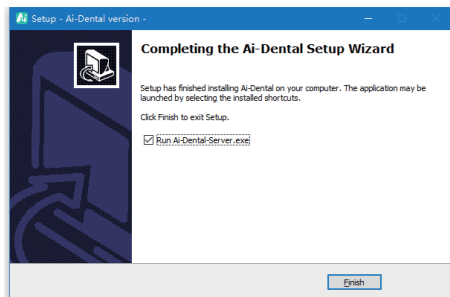 Ai Setup - Ai-Dental version -
Completing the Ai-Dental Setup Wizard
Setup has finished installing Ai-Dental on your computer. The application may be
launched by selecting the installed shortcuts.
Click Finish to exit Setup.
Run Ai-Dental-Server.exe
Finish